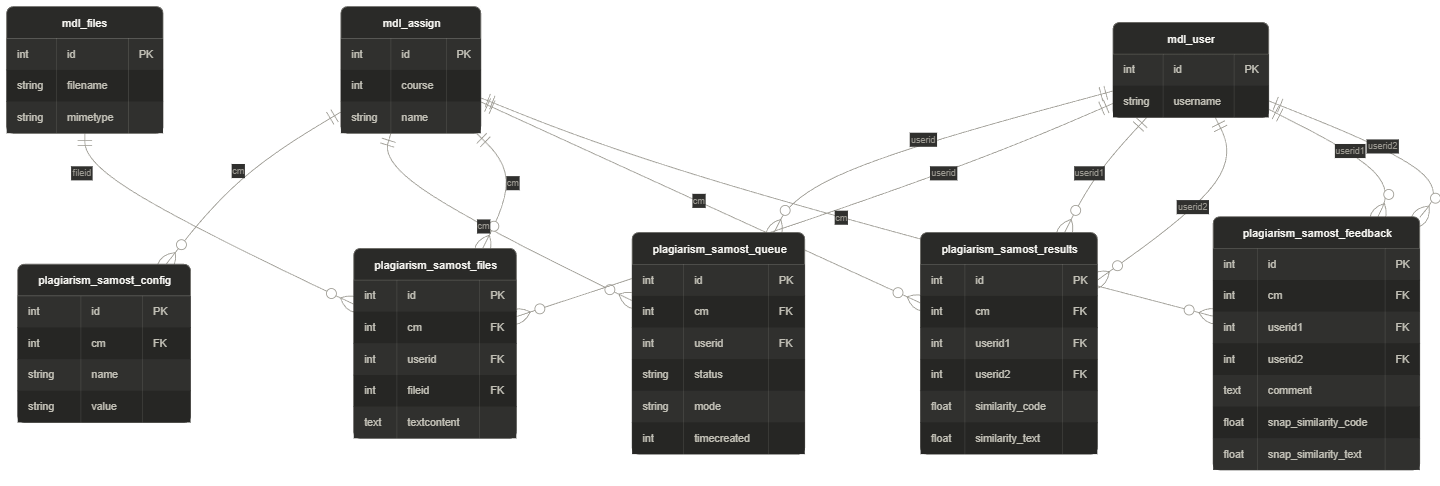 mdl_files
int id PK
string filename
string mimetype
mdl_assign
int id PK
int course
string name
mdl_user
int id PK
string username
fileid
cm
cm
cm
cm
cm
userid
userid
userid1
userid2
userid1
userid2
plagiarism_samost_config
int id PK
int cm FK
string name
string value
plagiarism_samost_files
int id PK
int cm FK
int userid FK
int fileid FK
text textcontent
plagiarism_samost_queue
int id PK
int cm FK
int userid FK
string status
string mode
int timecreated
plagiarism_samost_results
int id PK
int cm FK
int userid1 FK
int userid2 FK
float similarity_code
float similarity_text
plagiarism_samost_feedback
int id PK
int cm FK
int userid1 FK
int userid2 FK
text comment
float snap_similarity_code
float snap_similarity_text